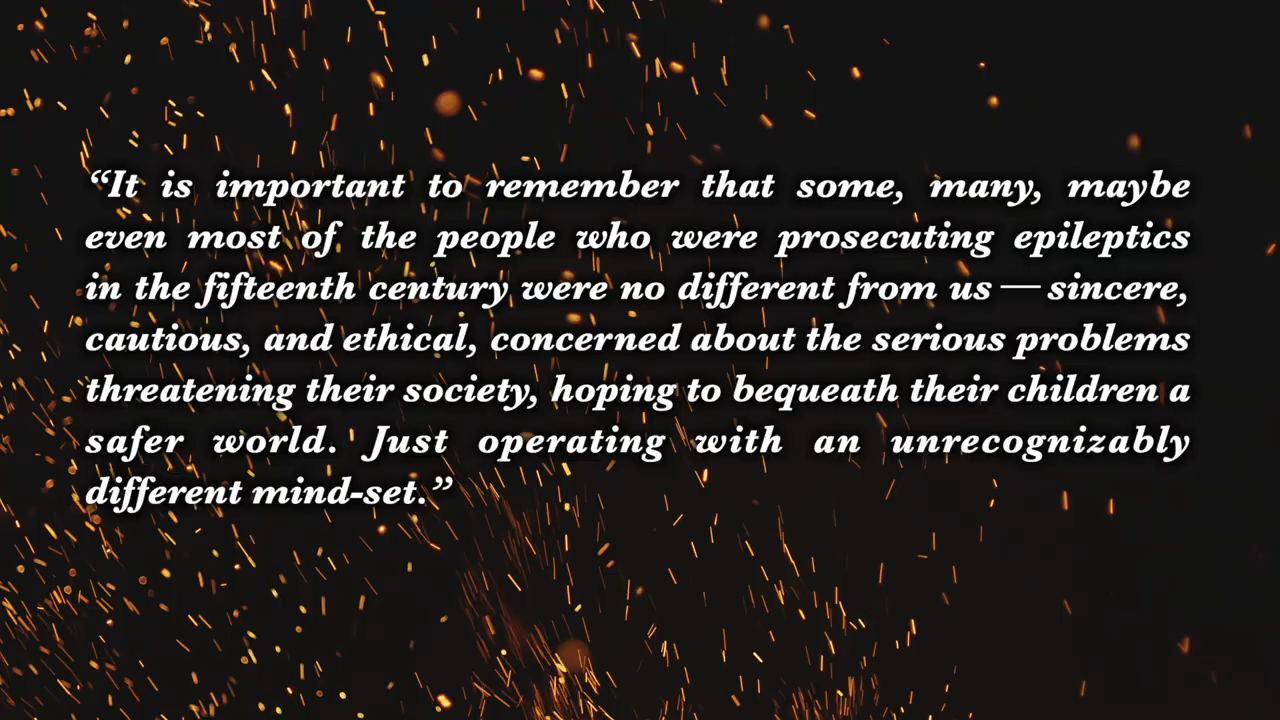 “It is important to remember that some, many, maybe
even most of the people who were prosecuting epileptics
in the fifteenth century were no different from us — sincere,
cautious, and ethical, concerned about the serious problems
threatening their society, hoping to bequeath their children a
safer world. Just operating with an unrecognizably
different mind-set.”